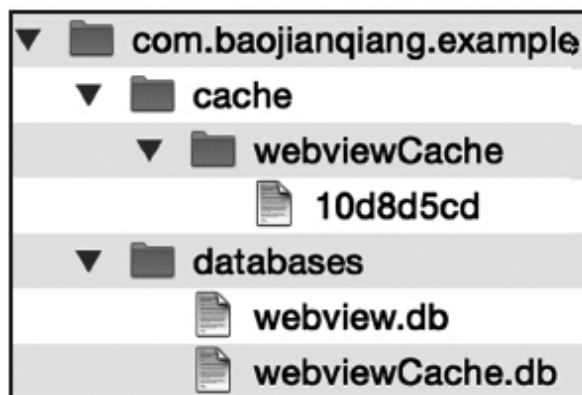 com.baojianqiang.example
cache
webviewCache
10d8d5cd
databases
webview.db
webviewCache.db